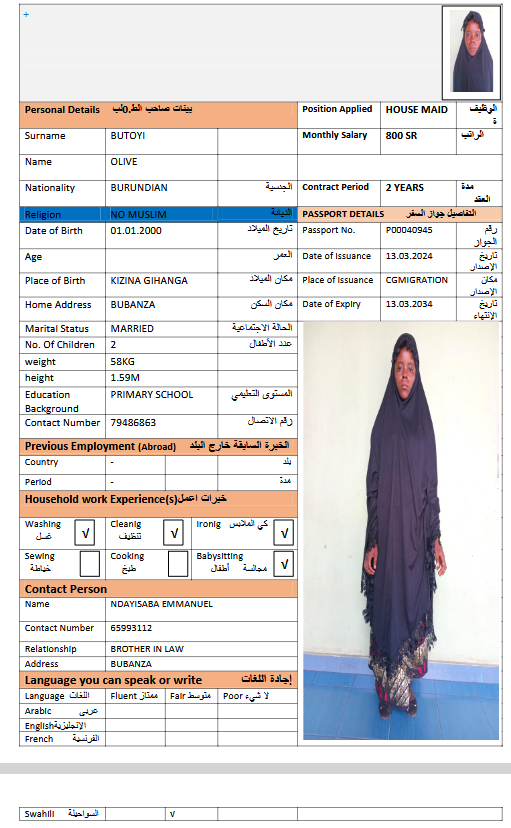 Personal Details بينات صاحب الط.0لب
Position Applied HOUSE MAID الوظيف ة
Surname BUTOYI
Monthly Salary 800 SR الراتب
Name OLIVE
Nationality BURUNDIAN الجنسية
Contract Period 2 YEARS مدة العقد
Religion NO MUSLIM الديانة
PASSPORT DETAILS التفاصيل جواز السفر
Date of Birth 01.01.2000 تاريخ الميلاد
Passport No. P00040945 رقم الجواز
Age العمر
Date of Issuance 13.03.2024 تاريخ الإصدار
Place of Birth KIZINA GIHANGA مكان الميلاد
Place of Issuance CGMIGRATION مكان الإصدار
Home Address BUBANZA مكان السكن
Date of Expiry 13.03.2034 تاريخ الإنتهاء
Marital Status MARRIED الحالة الاجتماعية
No. Of Children 2 عدد الأطفال
weight 58KG
height 1.59M
Education Background PRIMARY SCHOOL المستوى التعليمي
Contact Number 79486863 رقم الاتصال
Previous Employment (Abroad) الخبرة السابقة خارج البلد
Country - بلد
Period - مدة
Household work Experience(s) خبرات اعمل
Washing غسل √ Cleanig تنظيف √ Ironig كي الملابس √
Sewing خياطة Cooking طبخ Babysitting مجالسة أطفال √
Contact Person
Name NDAYISABA EMMANUEL
Contact Number 65993112
Relationship BROTHER IN LAW
Address BUBANZA
Language you can speak or write إجادة اللغات
Language اللغات Fluent ممتاز Fair متوسط Poor لا شيء
Arabic عربى
English الإنجليزية
French الفرنسية
Swahili السواحيلة √